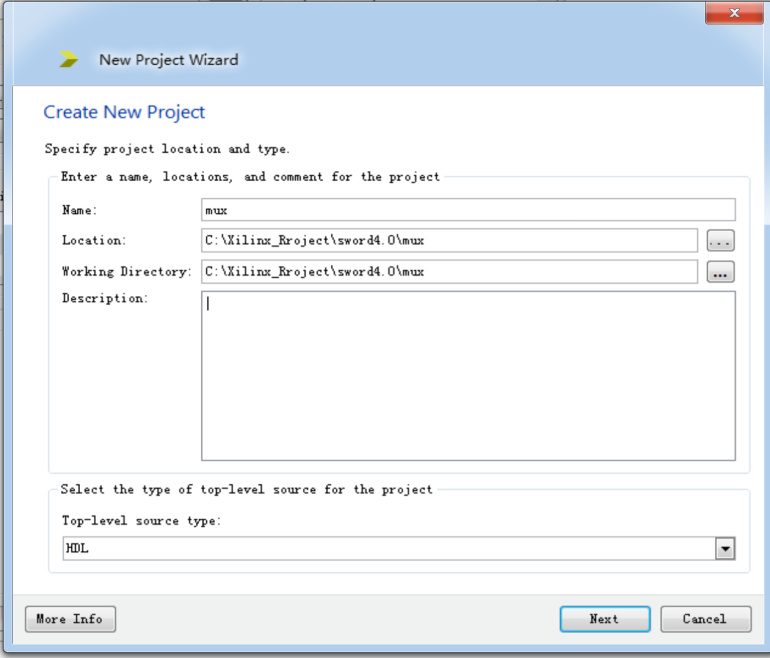 New Project Wizard
Create New Project
Specify project location and type.
Enter a name, locations, and comment for the project
Name: mux
Location: C:\Xilinx_Rroject\sword4.0\mux ...
Working Directory: C:\Xilinx_Rroject\sword4.0\mux ...
Description:
Select the type of top-level source for the project
Top-level source type:
HDL
More Info Next Cancel